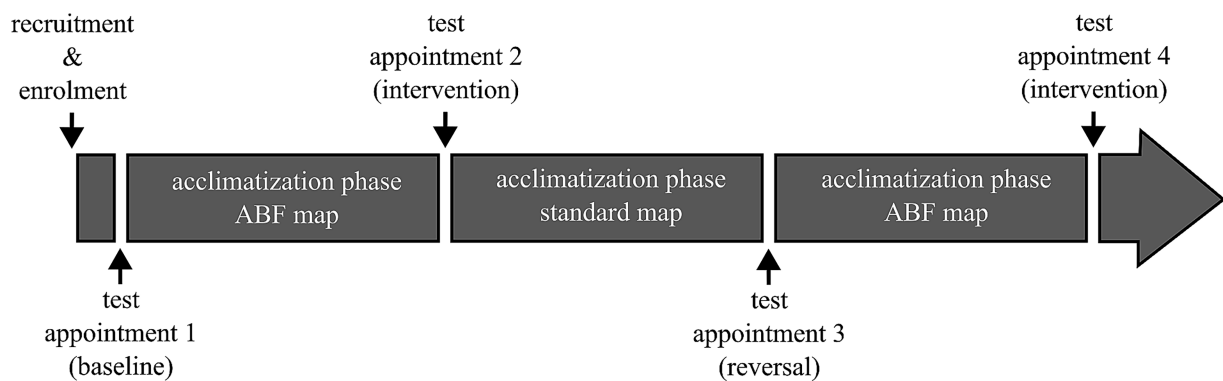 recruitment
&
enrolment
test
appointment 2
(intervention)
test
appointment 4
(intervention)
acclimatization phase
ABF map
acclimatization phase
standard map
acclimatization phase
ABF map
test
appointment 1
(baseline)
test
appointment 3
(reversal)